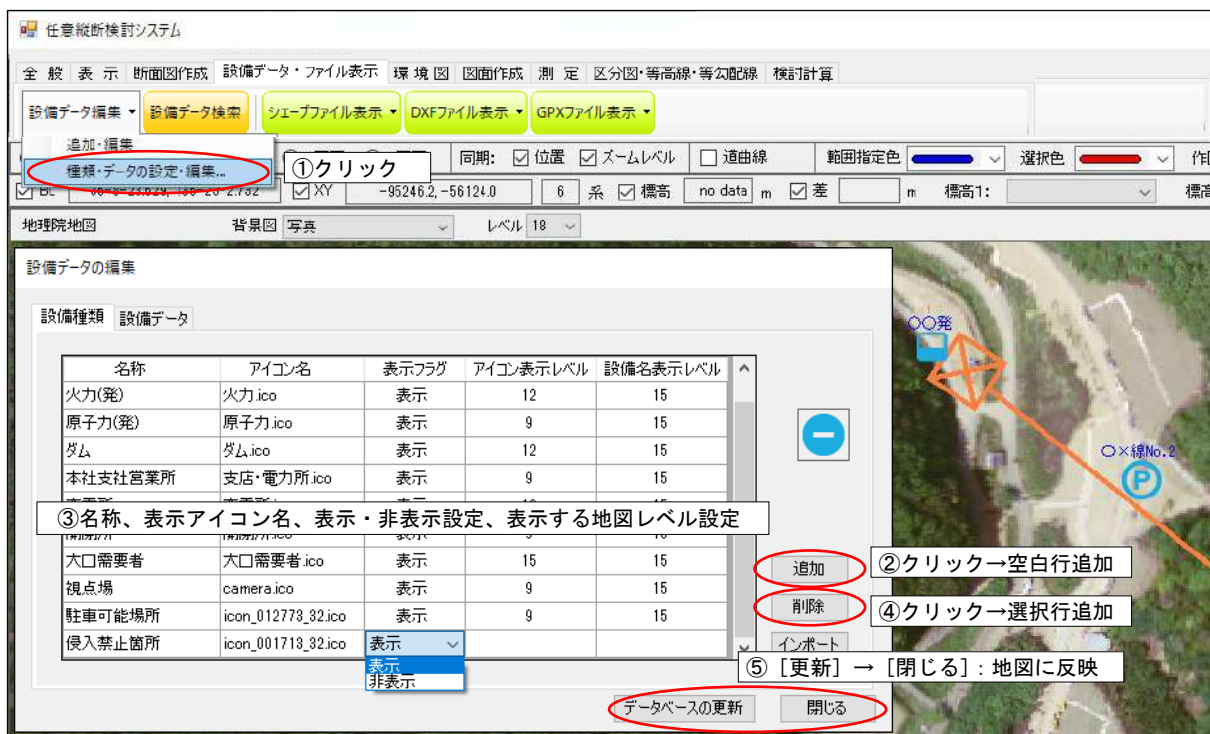 任意縦断検討システム
全 般 表 示 断面図作成 設備データ・ファイル表示 環 境 図 図面作成 測 定 区分図・等高線・等勾配線 検討計算
設備データ編集 設備データ検索 シェープファイル表示 DXFファイル表示 GPXファイル表示
追加・編集
種類・データの設定・編集...
①クリック
同期: 位置 ズームレベル 道曲線 範囲指定色 選択色
XY -95246.2, -56124.0 6 系 標高 no data m 差 m 標高1:
地理院地図 背景図 写真 レベル 18
設備データの編集
設備種類 設備データ
名称 アイコン名 表示フラグ アイコン表示レベル 設備名表示レベル
火力(発) 火力.ico 表示 12 15
原子力(発) 原子力.ico 表示 9 15
ダム ダム.ico 表示 12 15
本社支社営業所 支店・電力所.ico 表示 9 15
③名称、表示アイコン名、表示・非表示設定、表示する地図レベル設定
大口需要者 大口需要者.ico 表示 15 15
視点場 camera.ico 表示 9 15
駐車可能場所 icon_012773_32.ico 表示 9 15
侵入禁止箇所 icon_001713_32.ico 表示
表示
非表示
追加
②クリック→空白行追加
削除
④クリック→選択行追加
インポート
⑤［更新］→［閉じる］:地図に反映
データベースの更新 閉じる
〇〇発
〇×線No.2
P